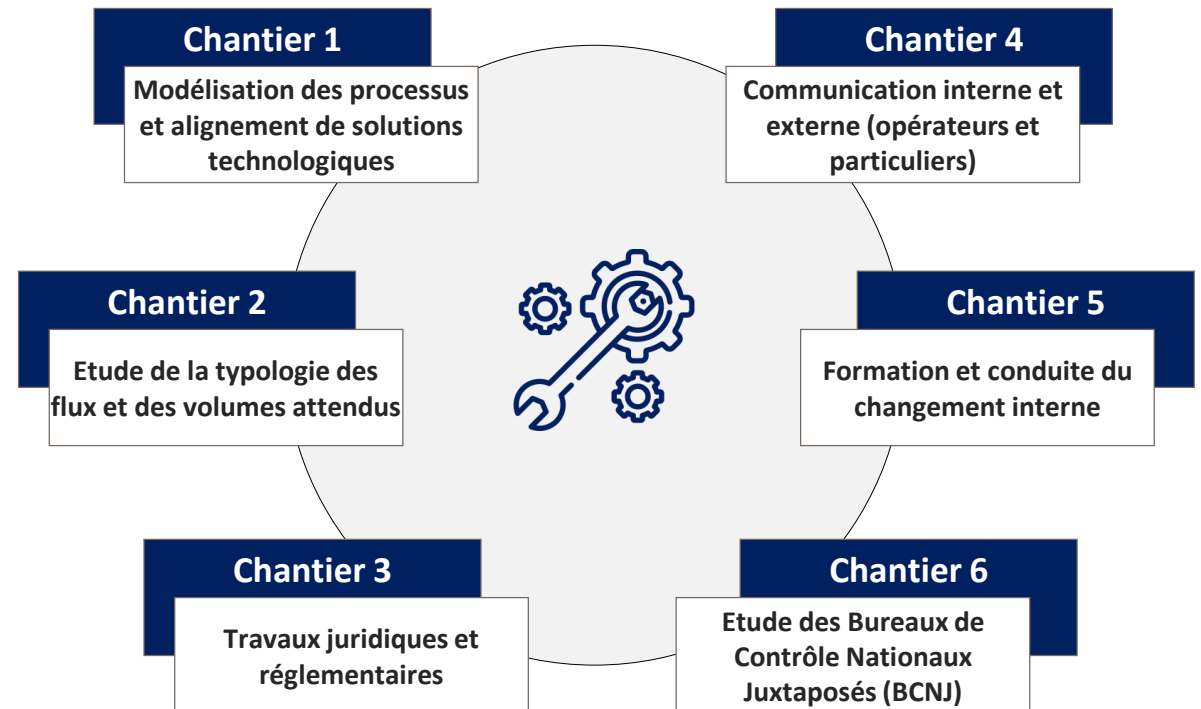 Chantier 1
Modélisation des processus
et alignement de solutions
technologiques
Chantier 2
Etude de la typologie des
flux et des volumes attendus
Chantier 3
Travaux juridiques et
réglementaires
Chantier 4
Communication interne et
externe (opérateurs et
particuliers)
Chantier 5
Formation et conduite du
changement interne
Chantier 6
Etude des Bureaux de
Contrôle Nationaux
Juxtaposés (BCNJ)